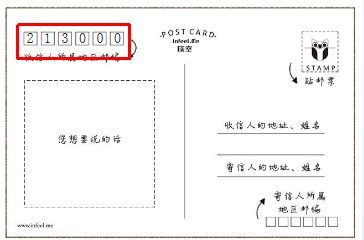 213000
收信人所属地区邮编
POST CARD
Infeel.Me
STAMP
贴邮票
您想要说的话
收信人的地址、姓名
寄信人的地址、姓名
寄信人所属
地区邮编
www.infeel.me